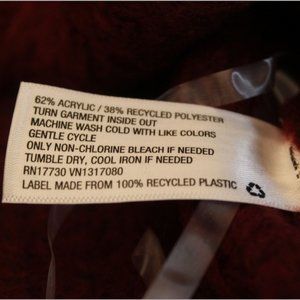 62% ACRYLIC / 38% RECYCLED POLYESTER
TURN GARMENT INSIDE OUT
MACHINE WASH COLD WITH LIKE COLORS
GENTLE CYCLE
ONLY NON-CHLORINE BLEACH IF NEEDED
TUMBLE DRY, COOL IRON IF NEEDED
RN17730 VN1317080
LABEL MADE FROM 100% RECYCLED PLASTIC